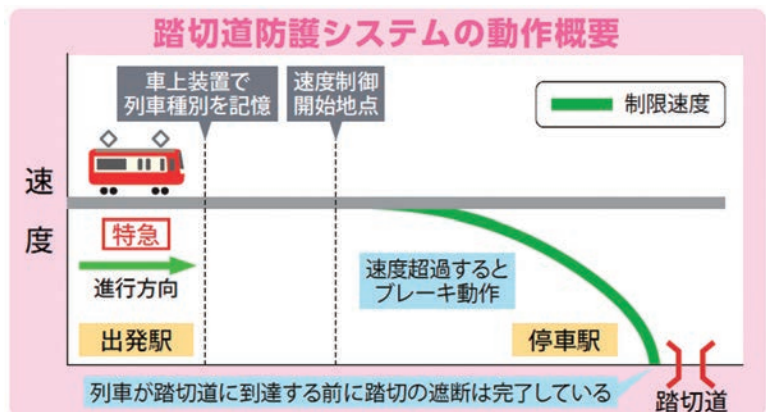 踏切道防護システムの動作概要
車上装置で
列車種別を記憶
速度制御
開始地点
制限速度
速度
特急
進行方向
速度超過すると
ブレーキ動作
出発駅
停車駅
列車が踏切道に到達する前に踏切の遮断は完了している
踏切道